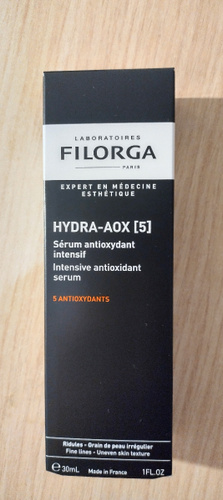 LABORATOIRES
FILORGA
PARIS
EXPERT EN MÉDECINE
ESTHÉTIQUE
HYDRA-AOX [5]
Sérum antioxydant
intensif
Intensive antioxidant
serum
5 ANTIOXYDANTS
Ridules - Grain de peau irrégulier
Fine lines - Uneven skin texture
e 30ml Made in France 1FL.OZ